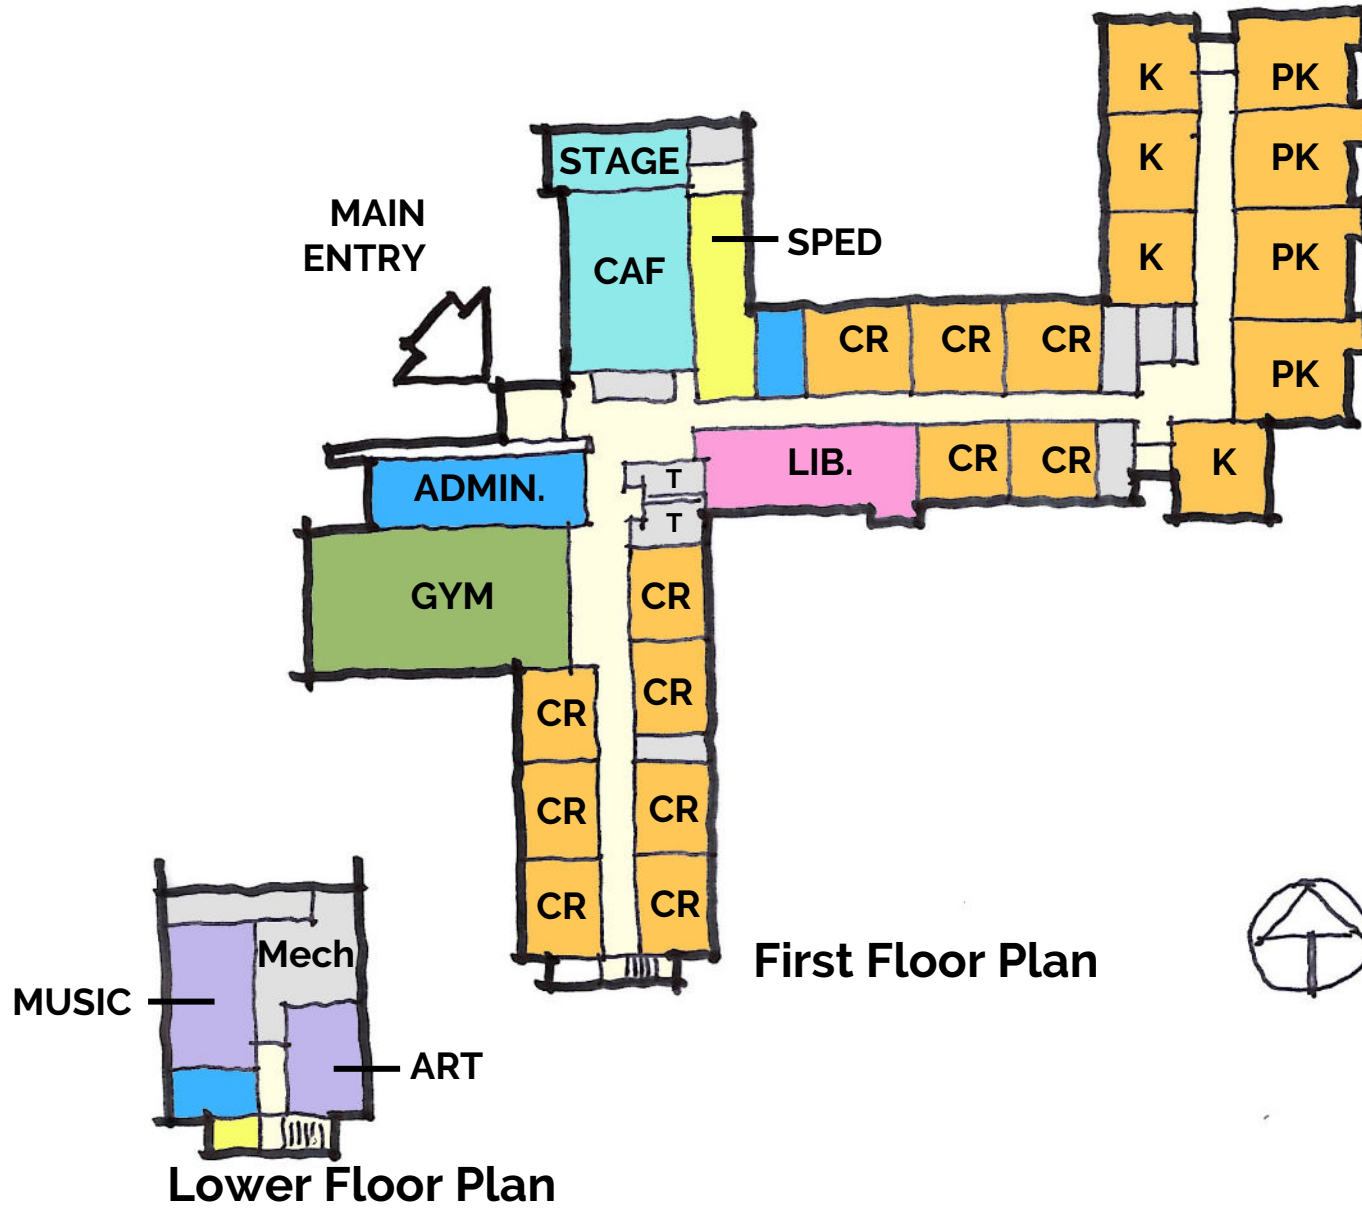 K
PK
STAGE
K
PK
MAIN
ENTRY
SPED
CAF
K
PK
CR
CR
CR
PK
LIB.
CR
CR
K
ADMIN.
T
T
GYM
CR
CR
CR
CR
CR
CR
CR
First Floor Plan
Mech
MUSIC
ART
Lower Floor Plan